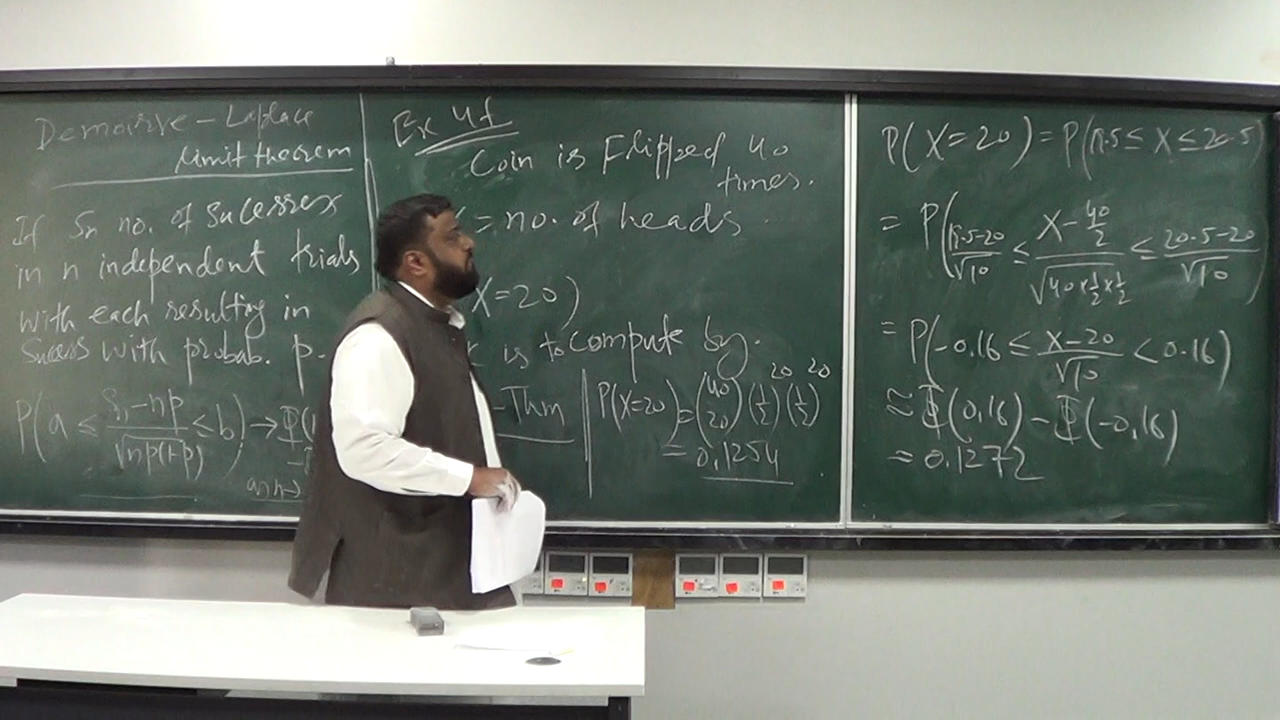 Demoivre – Laplace
limit theorem
If Sn no. of sucesses
in n independent trials
with each resulting in
Success with probab. p.
P(a ≤ (Sn – np)/√(np(1-p)) ≤ b) → Φ(
as n→
Ex 4f
Coin is Flipped 40
times.
= no. of heads
X=20)
is to compute by.
-Thm
P(X=20) = (40 20) (1/2)^20 (1/2)^20
= 0.1254
P(X=20) = P(19.5 ≤ X ≤ 20.5)
= P((19.5-20)/√10 ≤ (X - 40/2)/√(40×1/2×1/2) ≤ (20.5-20)/√10)
= P(-0.16 ≤ (X-20)/√10 < 0.16)
≈ Φ(0.16) – Φ(-0.16)
≈ 0.1272